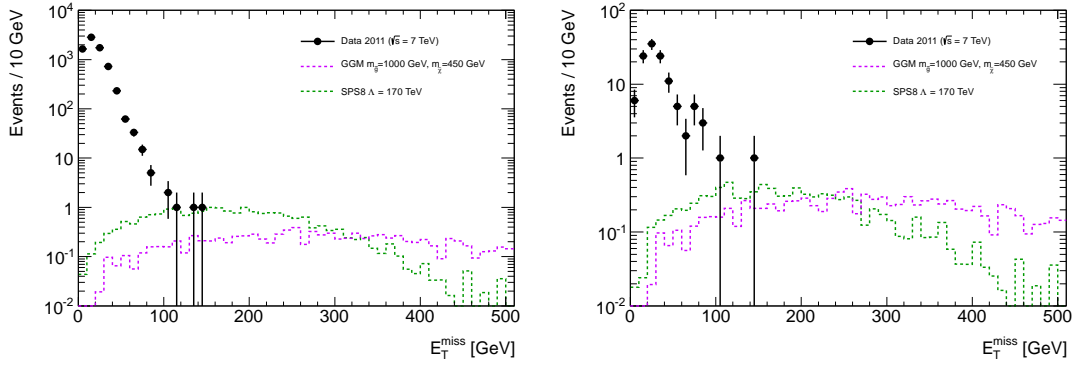 Events / 10 GeV
10⁴
10³
10²
10
1
10⁻¹
10⁻²
Data 2011 (√s = 7 TeV)
GGM m_g̃=1000 GeV, m_χ̃=450 GeV
SPS8 Λ = 170 TeV
0 100 200 300 400 500
E_T^miss [GeV]
Events / 10 GeV
10²
10
1
10⁻¹
10⁻²
Data 2011 (√s = 7 TeV)
GGM m_g̃=1000 GeV, m_χ̃=450 GeV
SPS8 Λ = 170 TeV
0 100 200 300 400 500
E_T^miss [GeV]